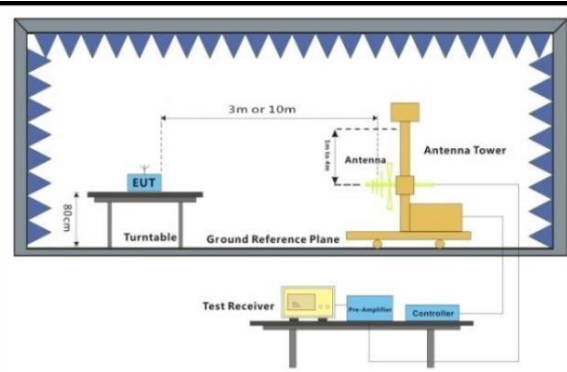 3m or 10m
1m to 4m
Antenna
Antenna Tower
EUT
80cm
Turntable
Ground Reference Plane
Test Receiver
Pre-Amplifier
Controller